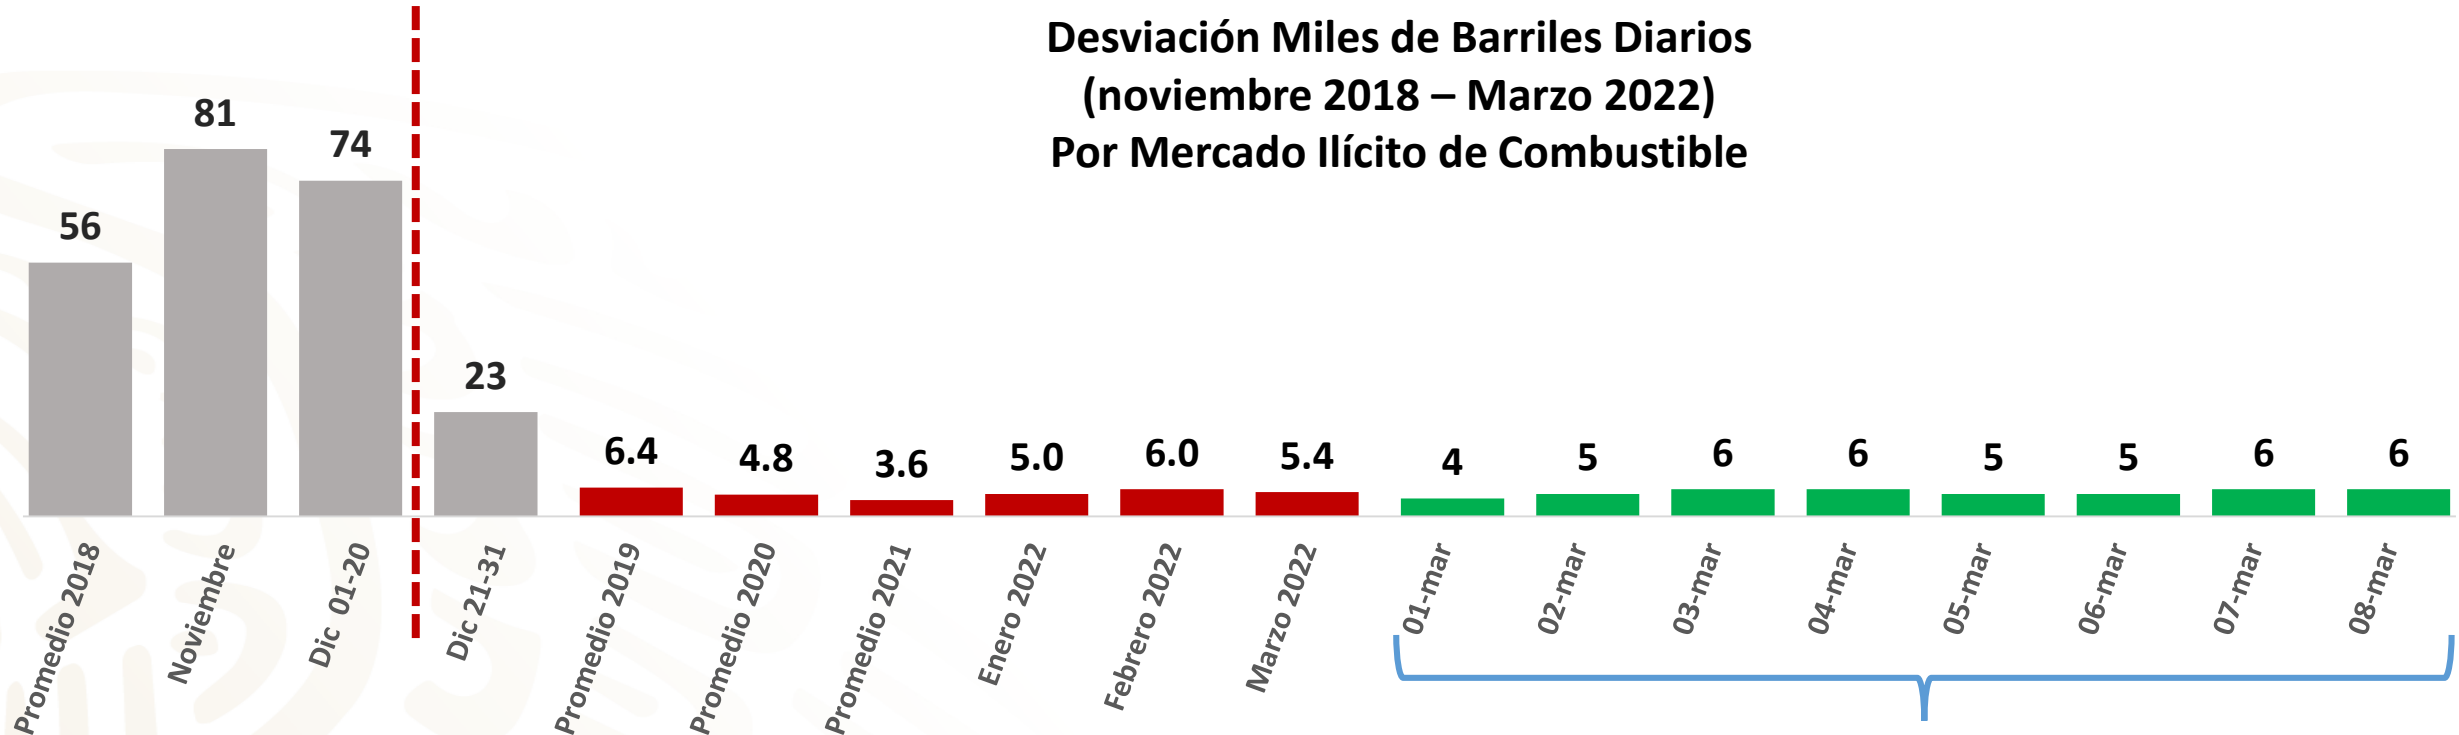 Desviación Miles de Barriles Diarios
(noviembre 2018 – Marzo 2022)
Por Mercado Ilícito de Combustible
56
81
74
23
6.4
4.8
3.6
5.0
6.0
5.4
4
5
6
6
5
5
6
6
Promedio 2018
Noviembre
Dic 01-20
Dic 21-31
Promedio 2019
Promedio 2020
Promedio 2021
Enero 2022
Febrero 2022
Marzo 2022
01-mar
02-mar
03-mar
04-mar
05-mar
06-mar
07-mar
08-mar